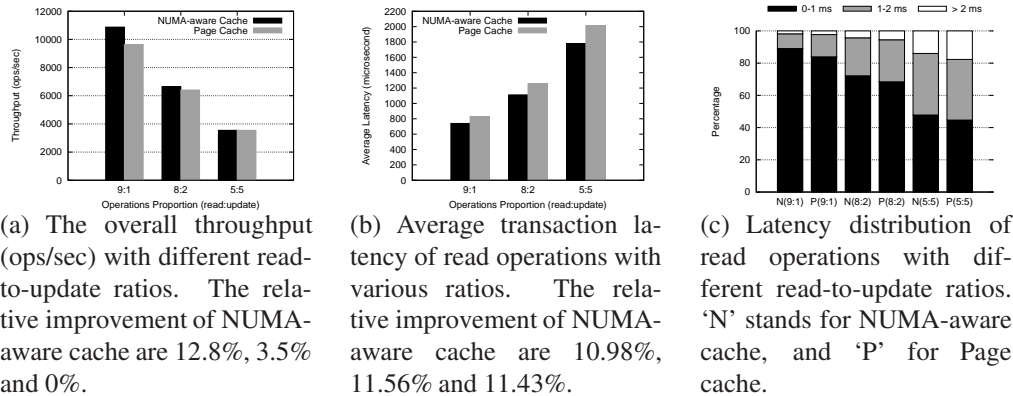 NUMA-aware Cache
Page Cache
12000
10000
8000
6000
4000
2000
0
Throughput (ops/sec)
9:1 8:2 5:5
Operations Proportion (read:update)
(a) The overall throughput
(ops/sec) with different read-
to-update ratios. The rela-
tive improvement of NUMA-
aware cache are 12.8%, 3.5%
and 0%.
NUMA-aware Cache
Page Cache
2200
2000
1800
1600
1400
1200
1000
800
600
400
200
0
Average Latency (microsecond)
9:1 8:2 5:5
Operations Proportion (read:update)
(b) Average transaction la-
tency of read operations with
various ratios. The rela-
tive improvement of NUMA-
aware cache are 10.98%,
11.56% and 11.43%.
0-1 ms 1-2 ms > 2 ms
100
80
60
40
20
0
Percentage
N(9:1) P(9:1) N(8:2) P(8:2) N(5:5) P(5:5)
(c) Latency distribution of
read operations with dif-
ferent read-to-update ratios.
‘N’ stands for NUMA-aware
cache, and ‘P’ for Page
cache.